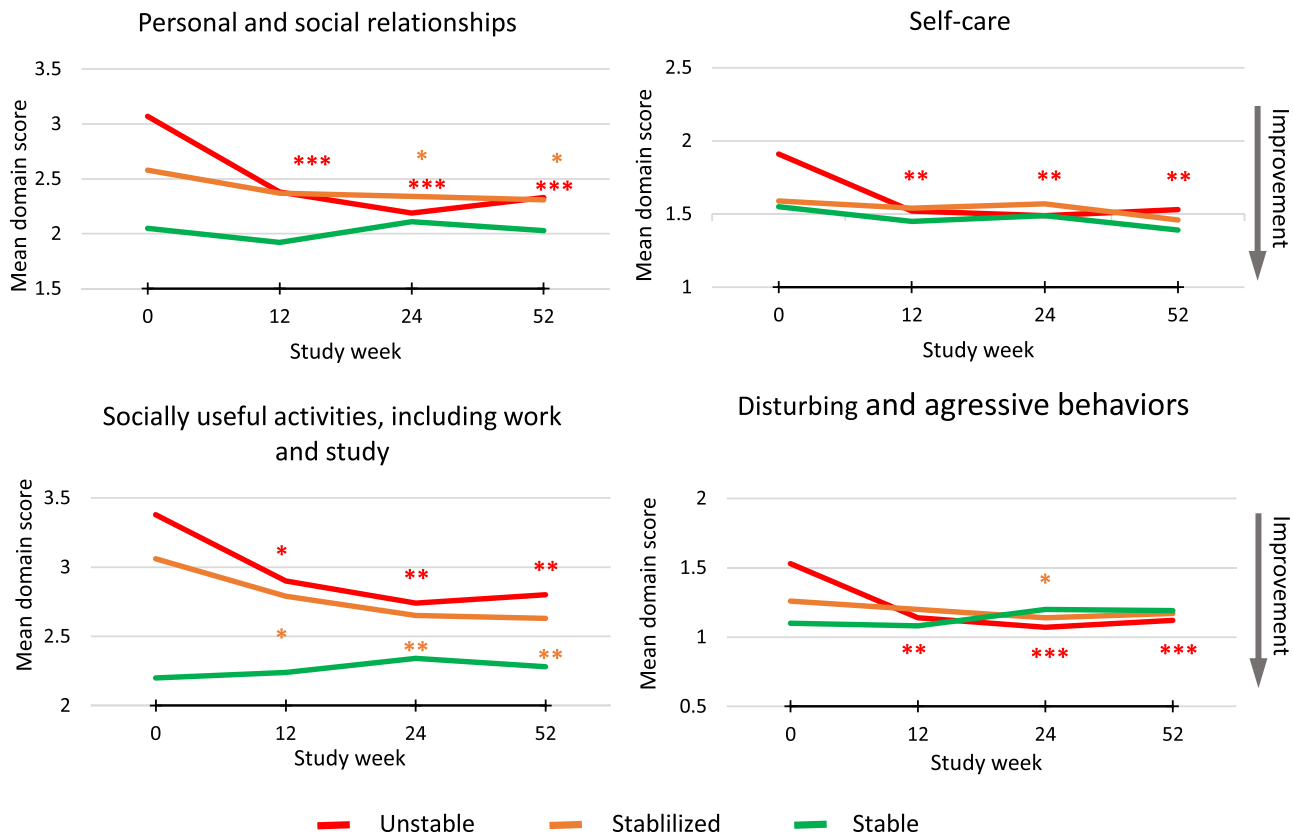 Personal and social relationships
Mean domain score
3.5
3
2.5
2
1.5
***
*
***
*
***
0 12 24 52
Study week
Self-care
Mean domain score
2.5
2
1.5
1
**
**
**
0 12 24 52
Study week
Improvement
Socially useful activities, including work
and study
Mean domain score
3.5
3
2.5
2
*
**
**
*
**
**
0 12 24 52
Study week
Disturbing and agressive behaviors
Mean domain score
2
1.5
1
0.5
*
**
***
***
0 12 24 52
Study week
Improvement
Unstable Stablilized Stable